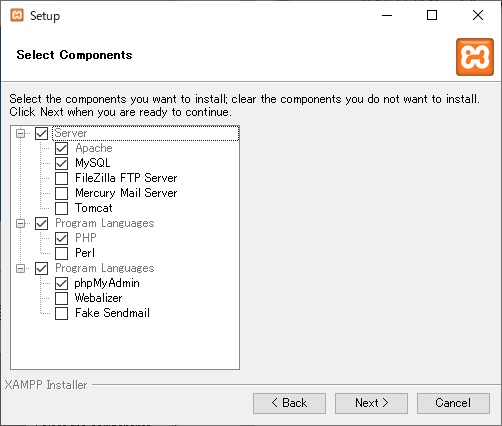 Setup
Select Components
Select the components you want to install; clear the components you do not want to install.
Click Next when you are ready to continue.
Server
Apache
MySQL
FileZilla FTP Server
Mercury Mail Server
Tomcat
Program Languages
PHP
Perl
Program Languages
phpMyAdmin
Webalizer
Fake Sendmail
XAMPP Installer
< Back
Next >
Cancel